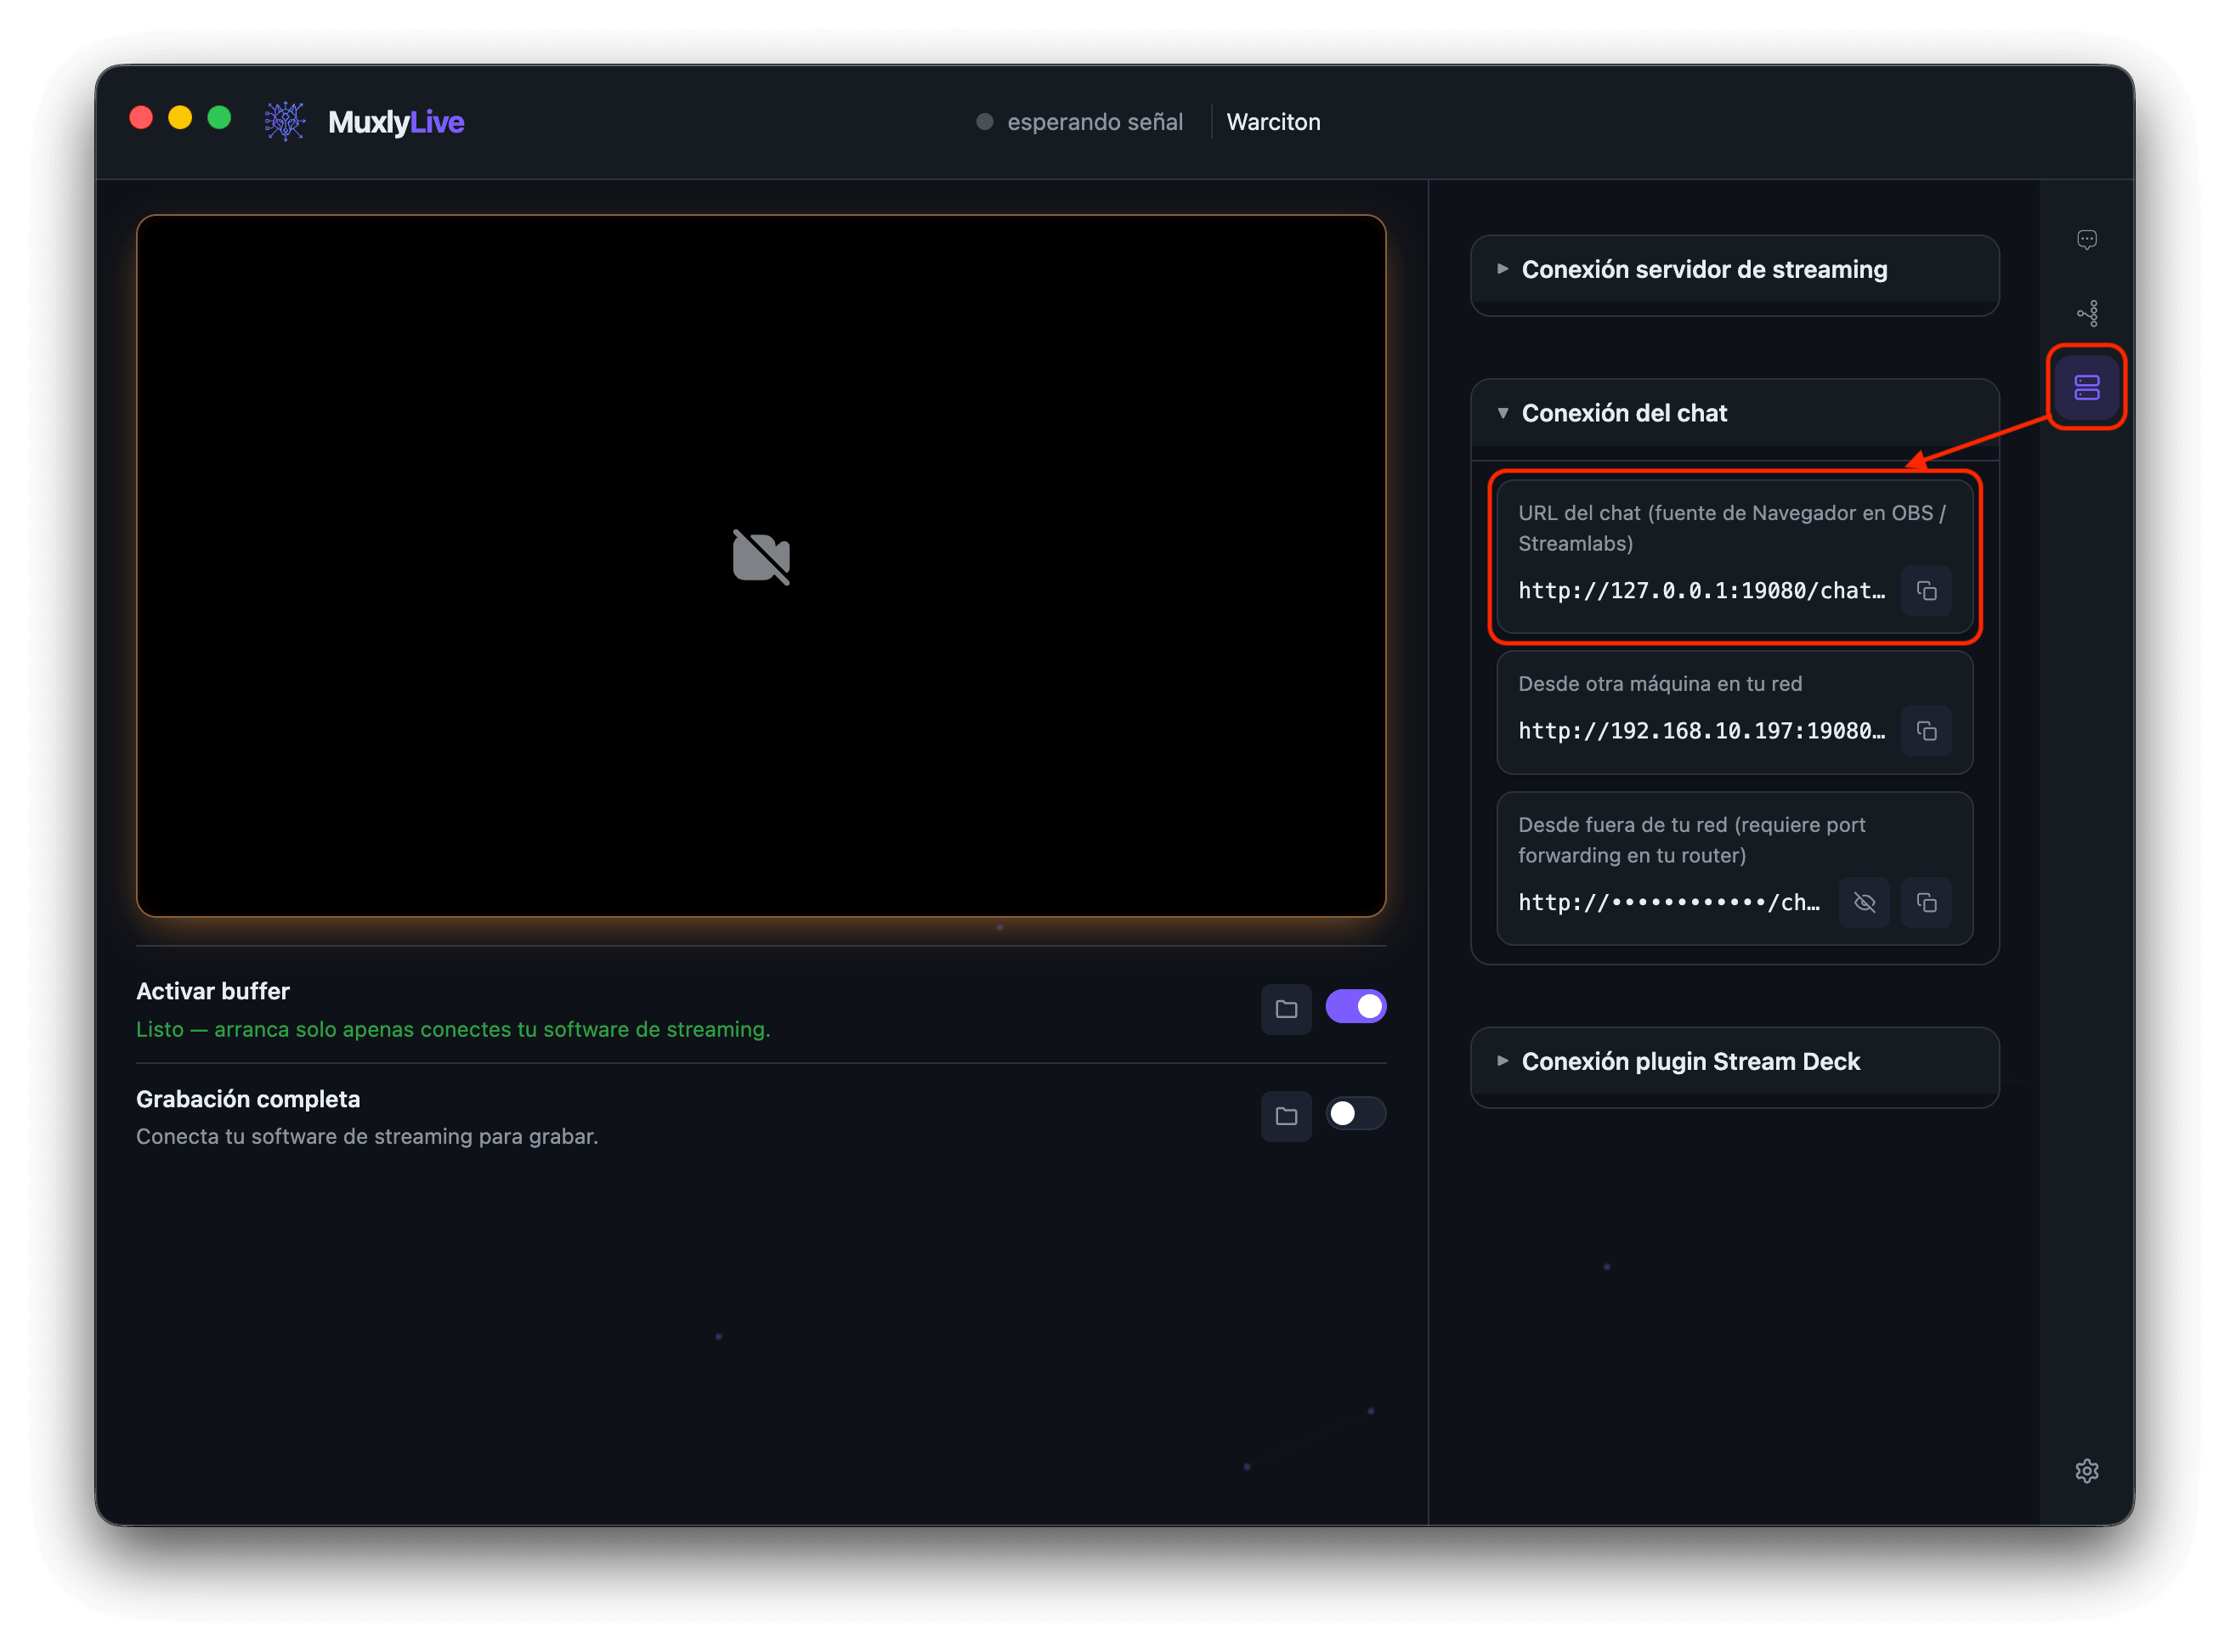 MuxlyLive
esperando señal
Warciton
Conexión servidor de streaming
Conexión del chat
URL del chat (fuente de Navegador en OBS /
Streamlabs)
http://127.0.0.1:19080/chat…
Desde otra máquina en tu red
http://192.168.10.197:19080…
Desde fuera de tu red (requiere port
forwarding en tu router)
http://••••••••••••/ch…
Conexión plugin Stream Deck
Activar buffer
Listo — arranca solo apenas conectes tu software de streaming.
Grabación completa
Conecta tu software de streaming para grabar.